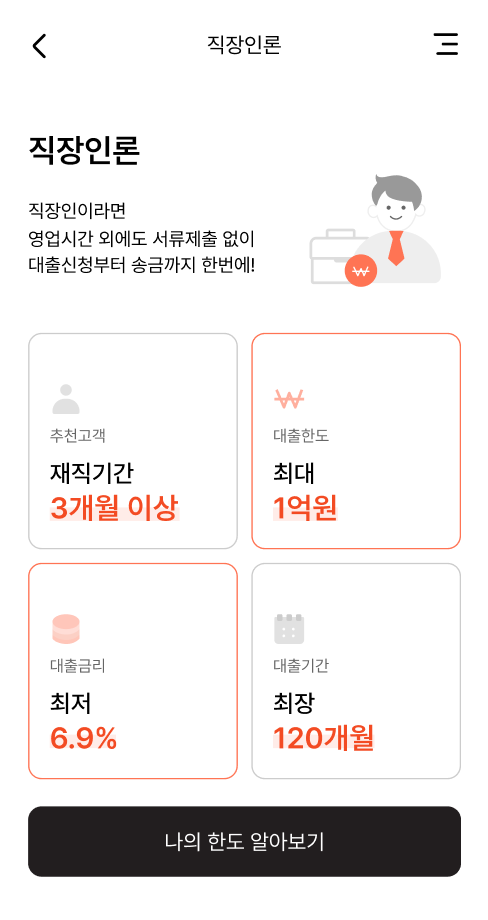 직장인론
직장인론
직장인이라면
영업시간 외에도 서류제출 없이
대출신청부터 송금까지 한번에!
₩
₩
추천고객
대출한도
재직기간
최대
3개월 이상
1억원
대출금리
대출기간
최저
최장
6.9%
120개월
나의 한도 알아보기